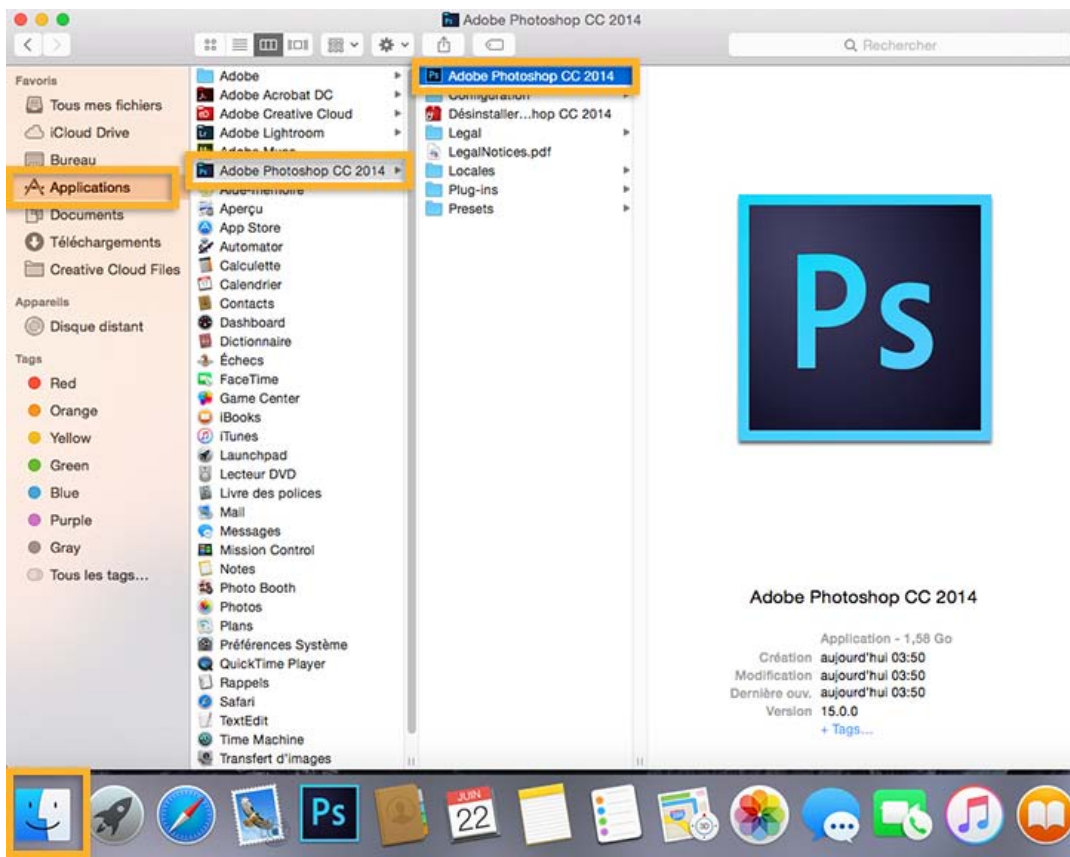 Adobe Photoshop CC 2014
Rechercher
Favoris
Tous mes fichiers
iCloud Drive
Bureau
Applications
Documents
Téléchargements
Creative Cloud Files
Appareils
Disque distant
Tags
Red
Orange
Yellow
Green
Blue
Purple
Gray
Tous les tags...
Adobe
Adobe Acrobat DC
Adobe Creative Cloud
Adobe Lightroom
Adobe Muse
Adobe Photoshop CC 2014
Aide-mémoire
Aperçu
App Store
Automator
Calculette
Calendrier
Contacts
Dashboard
Dictionnaire
Échecs
FaceTime
Game Center
iBooks
iTunes
Launchpad
Lecteur DVD
Livre des polices
Mail
Messages
Mission Control
Notes
Photo Booth
Photos
Plans
Préférences Système
QuickTime Player
Rappels
Safari
TextEdit
Time Machine
Transfert d'images
Adobe Photoshop CC 2014
Configuration
Désinstaller...hop CC 2014
Legal
LegalNotices.pdf
Locales
Plug-ins
Presets
Ps
Adobe Photoshop CC 2014
Application - 1,58 Go
Création aujourd'hui 03:50
Modification aujourd'hui 03:50
Dernière ouv. aujourd'hui 03:50
Version 15.0.0
+ Tags...
Ps
JUIN
22
3D